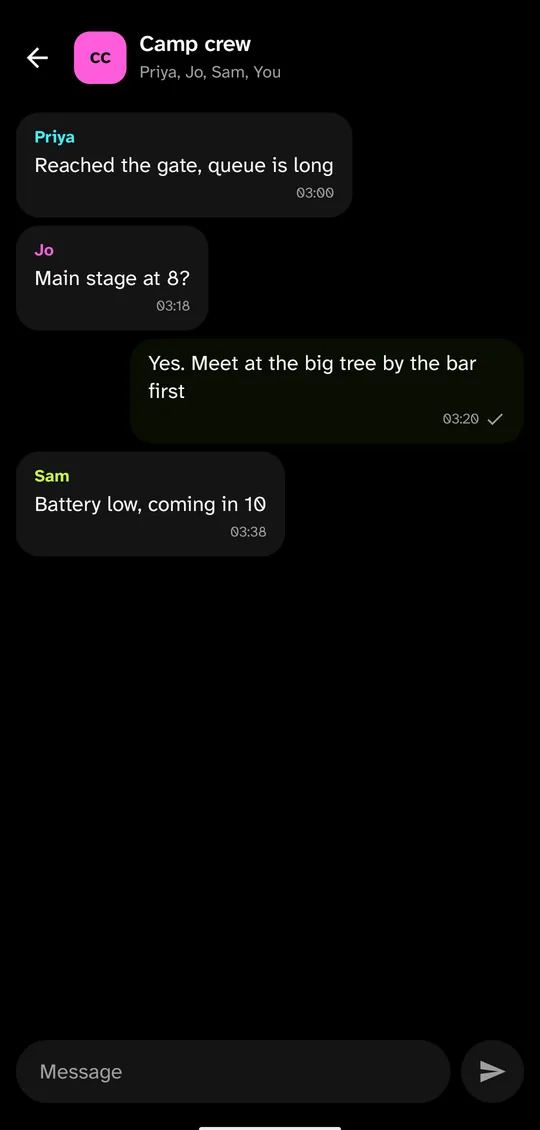 CC
Camp crew
Priya, Jo, Sam, You
Priya
Reached the gate, queue is long
03:00
Jo
Main stage at 8?
03:18
Yes. Meet at the big tree by the bar
first
03:20
Sam
Battery low, coming in 10
03:38
Message